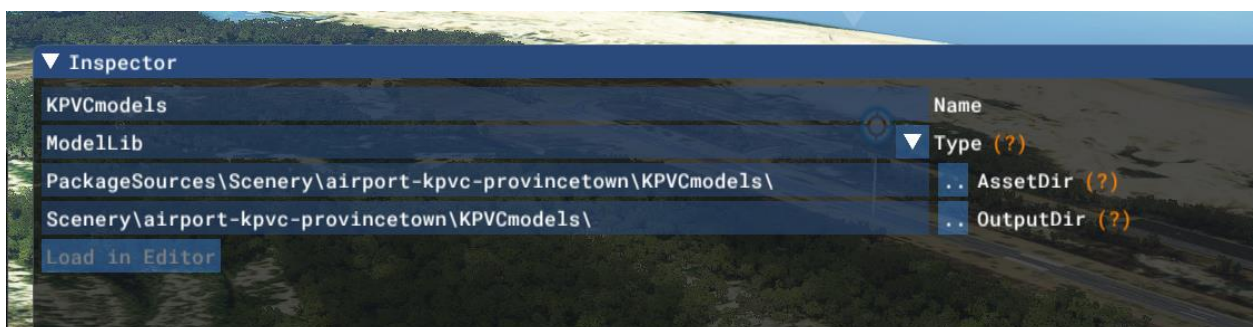 ▼ Inspector
KPVCmodels Name
ModelLib ▼ Type (?)
PackageSources\Scenery\airport-kpvc-provincetown\KPVCmodels\ .. AssetDir (?)
Scenery\airport-kpvc-provincetown\KPVCmodels\ .. OutputDir (?)
Load in Editor